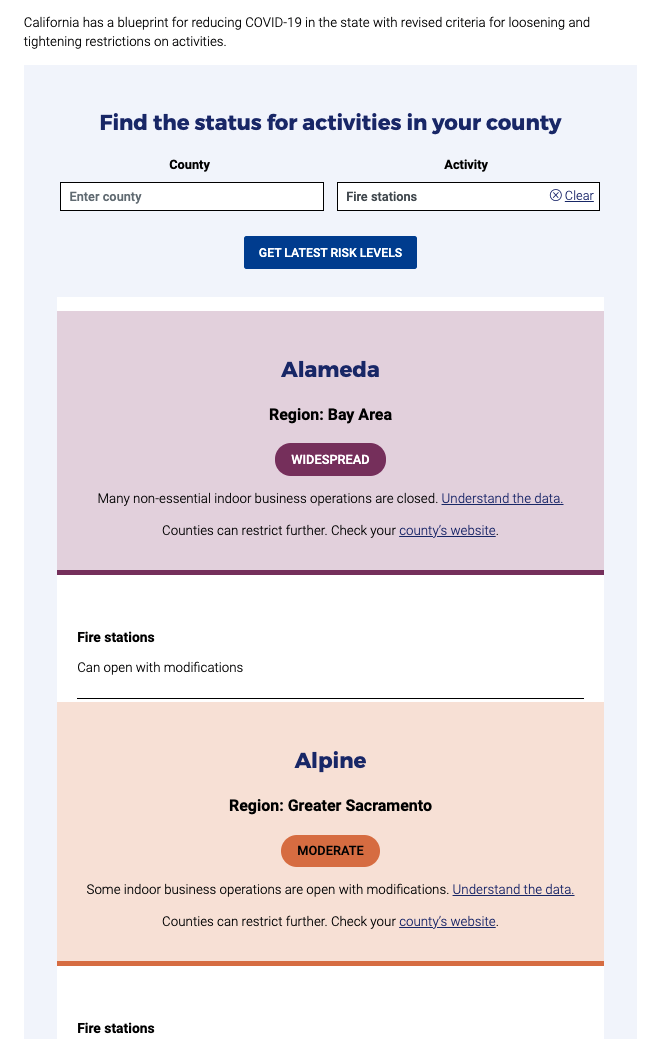 California has a blueprint for reducing COVID-19 in the state with revised criteria for loosening and
tightening restrictions on activities.
Find the status for activities in your county
County
Activity
Enter county
Fire stations
Clear
GET LATEST RISK LEVELS
Alameda
Region: Bay Area
WIDESPREAD
Many non-essential indoor business operations are closed. Understand the data.
Counties can restrict further. Check your county’s website.
Fire stations
Can open with modifications
Alpine
Region: Greater Sacramento
MODERATE
Some indoor business operations are open with modifications. Understand the data.
Counties can restrict further. Check your county’s website.
Fire stations